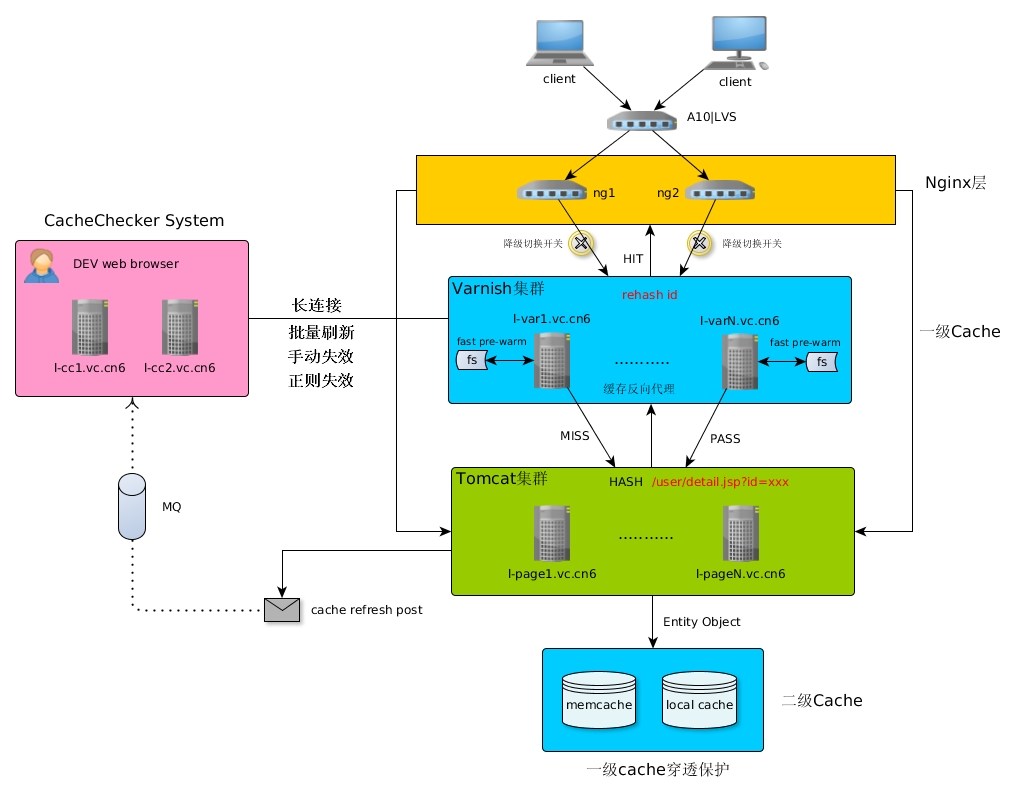 client
client
A10|LVS
Nginx层
ng1
ng2
CacheChecker System
DEV web browser
l-cc1.vc.cn6
l-cc2.vc.cn6
降级切换开关
降级切换开关
HIT
长连接
批量刷新
手动失效
正则失效
Varnish集群
rehash id
l-var1.vc.cn6
l-varN.vc.cn6
一级Cache
fast pre-warm
fs
...........
fast pre-warm
fs
缓存反向代理
MISS
PASS
Tomcat集群
HASH /user/detail.jsp?id=xxx
...........
l-page1.vc.cn6
l-pageN.vc.cn6
MQ
cache refresh post
Entity Object
memcache
local cache
二级Cache
一级cache穿透保护